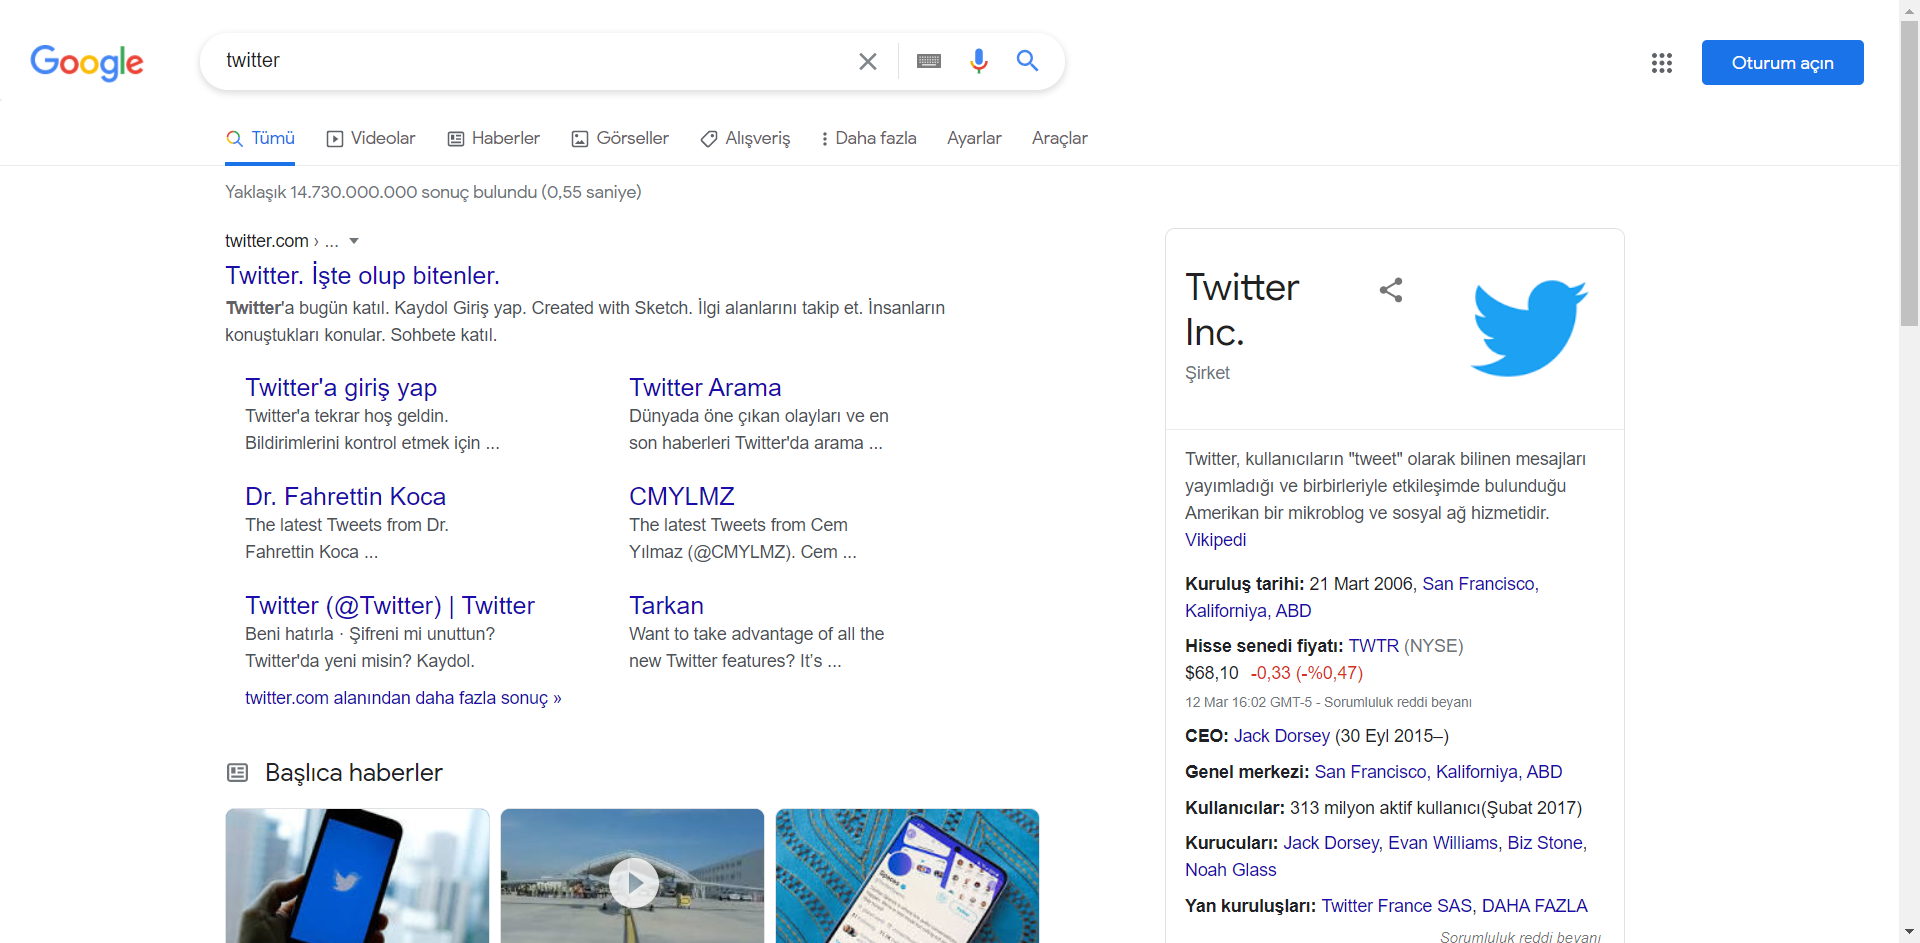 Google
twitter
Oturum açın
Tümü
Videolar
Haberler
Görseller
Alışveriş
Daha fazla
Ayarlar
Araçlar
Yaklaşık 14.730.000.000 sonuç bulundu (0,55 saniye)
twitter.com › ...
Twitter. İşte olup bitenler.
Twitter'a bugün katıl. Kaydol Giriş yap. Created with Sketch. İlgi alanlarını takip et. İnsanların
konuştukları konular. Sohbete katıl.
Twitter'a giriş yap
Twitter'a tekrar hoş geldin.
Bildirimlerini kontrol etmek için ...
Twitter Arama
Dünyada öne çıkan olayları ve en
son haberleri Twitter'da arama ...
Dr. Fahrettin Koca
The latest Tweets from Dr.
Fahrettin Koca ...
CMYLMZ
The latest Tweets from Cem
Yılmaz (@CMYLMZ). Cem ...
Twitter (@Twitter) | Twitter
Beni hatırla · Şifreni mi unuttun?
Twitter'da yeni misin? Kaydol.
Tarkan
Want to take advantage of all the
new Twitter features? It's ...
twitter.com alanından daha fazla sonuç »
Başlıca haberler
Spaces
Twitter
Inc.
Şirket
Twitter, kullanıcıların "tweet" olarak bilinen mesajları
yayımladığı ve birbirleriyle etkileşimde bulunduğu
Amerikan bir mikroblog ve sosyal ağ hizmetidir.
Vikipedi
Kuruluş tarihi: 21 Mart 2006, San Francisco,
Kaliforniya, ABD
Hisse senedi fiyatı: TWTR (NYSE)
$68,10 -0,33 (-%0,47)
12 Mar 16:02 GMT-5 - Sorumluluk reddi beyanı
CEO: Jack Dorsey (30 Eyl 2015–)
Genel merkezi: San Francisco, Kaliforniya, ABD
Kullanıcılar: 313 milyon aktif kullanıcı(Şubat 2017)
Kurucuları: Jack Dorsey, Evan Williams, Biz Stone,
Noah Glass
Yan kuruluşları: Twitter France SAS, DAHA FAZLA
Sorumluluk reddi beyanı